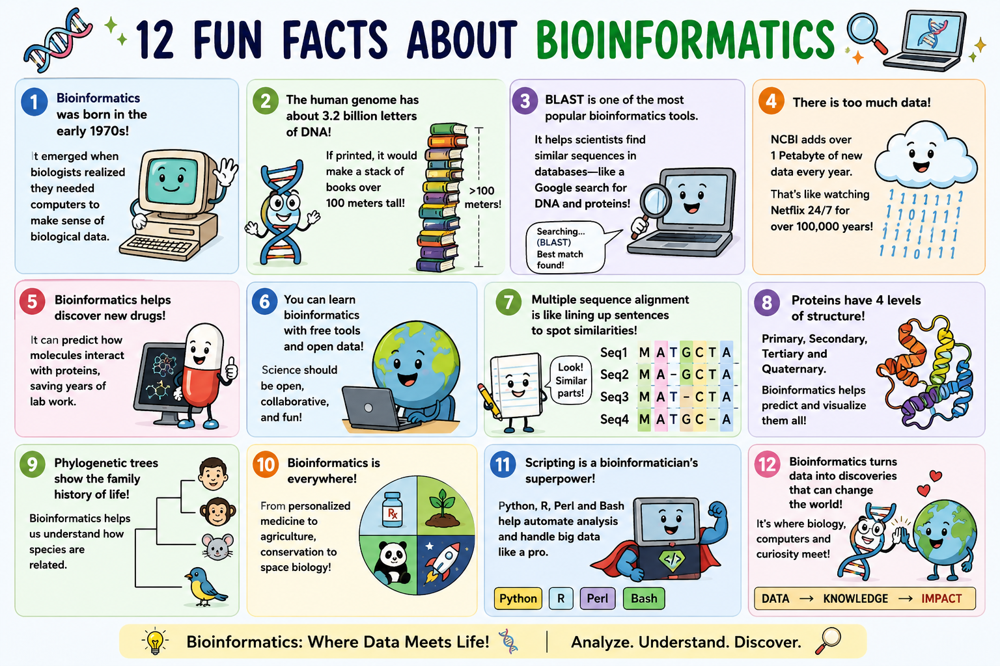 12 FUN FACTS ABOUT BIOINFORMATICS
1
Bioinformatics
was born in the
early 1970s!
It emerged when
biologists realized
they needed
computers to
make sense of
biological data.
2
The human genome has
about 3.2 billion letters
of DNA!
If printed, it would
make a stack of
books over
100 meters tall!
>100
meters!
3
BLAST is one of the most
popular bioinformatics tools.
It helps scientists find
similar sequences in
databases—like a
Google search for
DNA and proteins!
Searching...
(BLAST)
Best match
found!
4
There is too much data!
NCBI adds over
1 Petabyte of new
data every year.
That's like watching
Netflix 24/7 for
over 100,000 years!
1 1 1 1 1 1 1
1 1 0 1 1 1 1
1 1 1 1 1 1 1
1 1 1 0 1 1 1
5
Bioinformatics helps
discover new drugs!
It can predict how
molecules interact
with proteins,
saving years of
lab work.
6
You can learn
bioinformatics
with free tools
and open data!
Science should
be open,
collaborative,
and fun!
7
Multiple sequence alignment
is like lining up sentences
to spot similarities!
Look!
Similar
parts!
Seq1 M A T G C T A
Seq2 M A - G C T A
Seq3 M A T - C T A
Seq4 M A T G C - A
8
Proteins have 4 levels
of structure!
Primary, Secondary,
Tertiary and
Quaternary.
Bioinformatics helps
predict and visualize
them all!
9
Phylogenetic trees
show the family
history of life!
Bioinformatics helps
us understand how
species are
related.
10
Bioinformatics is
everywhere!
From personalized
medicine to
agriculture,
conservation to
space biology!
Rx
11
Scripting is a bioinformatician's
superpower!
Python, R, Perl and Bash
help automate analysis
and handle big data
like a pro.
</>
Python R Perl Bash
12
Bioinformatics turns
data into discoveries
that can change
the world!
It's where biology,
computers and
curiosity meet!
DATA → KNOWLEDGE → IMPACT
Bioinformatics: Where Data Meets Life! | Analyze. Understand. Discover.